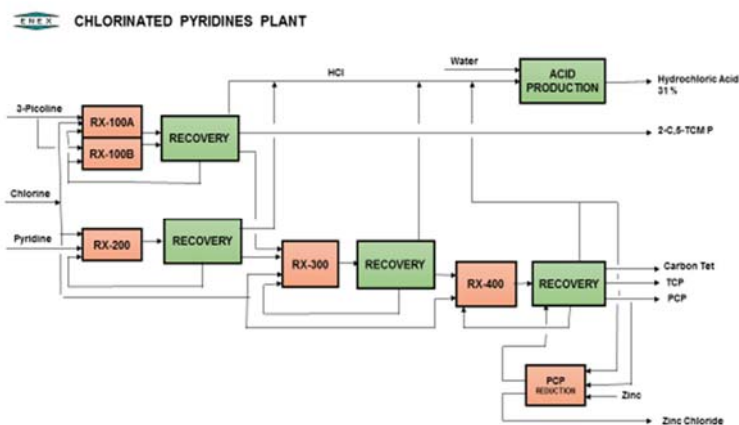 ENEX
CHLORINATED PYRIDINES PLANT
Water
HCl
ACID
PRODUCTION
Hydrochloric Acid
31 %
3-Picoline
RX-100A
RX-100B
RECOVERY
2-C,5-TCM P
Chlorine
Pyridine
RX-200
RECOVERY
RX-300
RECOVERY
RX-400
RECOVERY
Carbon Tet
TCP
PCP
PCP
REDUCTION
Zinc
Zinc Chloride